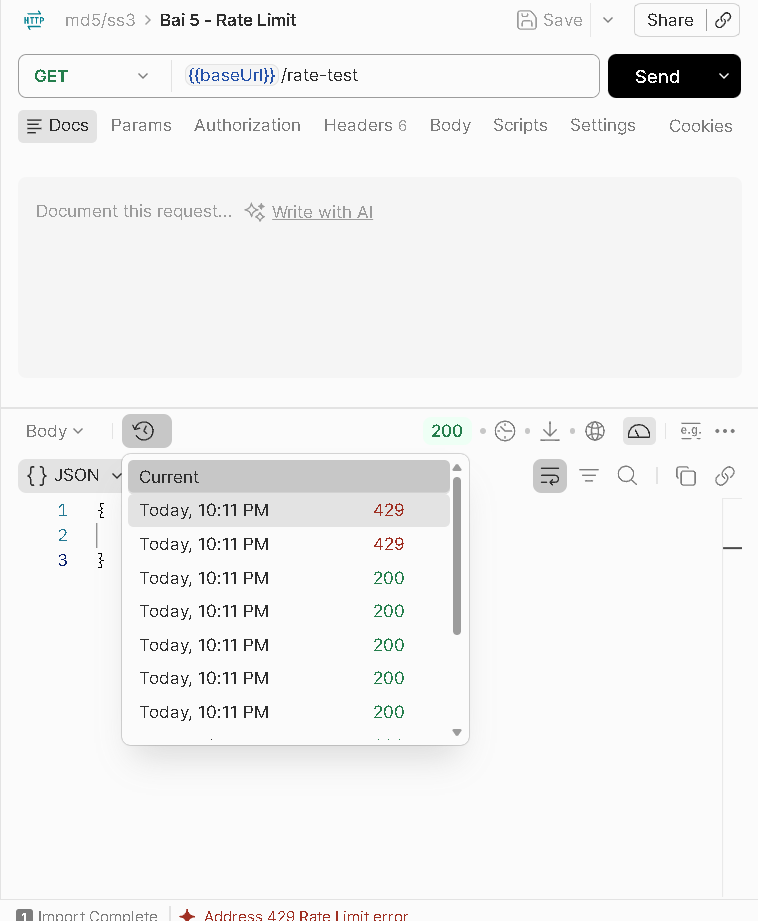 HTTP md5/ss3 > Bai 5 - Rate Limit Save Share
GET {{baseUrl}} /rate-test Send
Docs Params Authorization Headers 6 Body Scripts Settings Cookies
Document this request... Write with AI
Body 200 e.g.
{} JSON
Current
1 {
Today, 10:11 PM 429
2
Today, 10:11 PM 429
3 }
Today, 10:11 PM 200
Today, 10:11 PM 200
Today, 10:11 PM 200
Today, 10:11 PM 200
Today, 10:11 PM 200
1 Import Complete Address 429 Rate Limit error